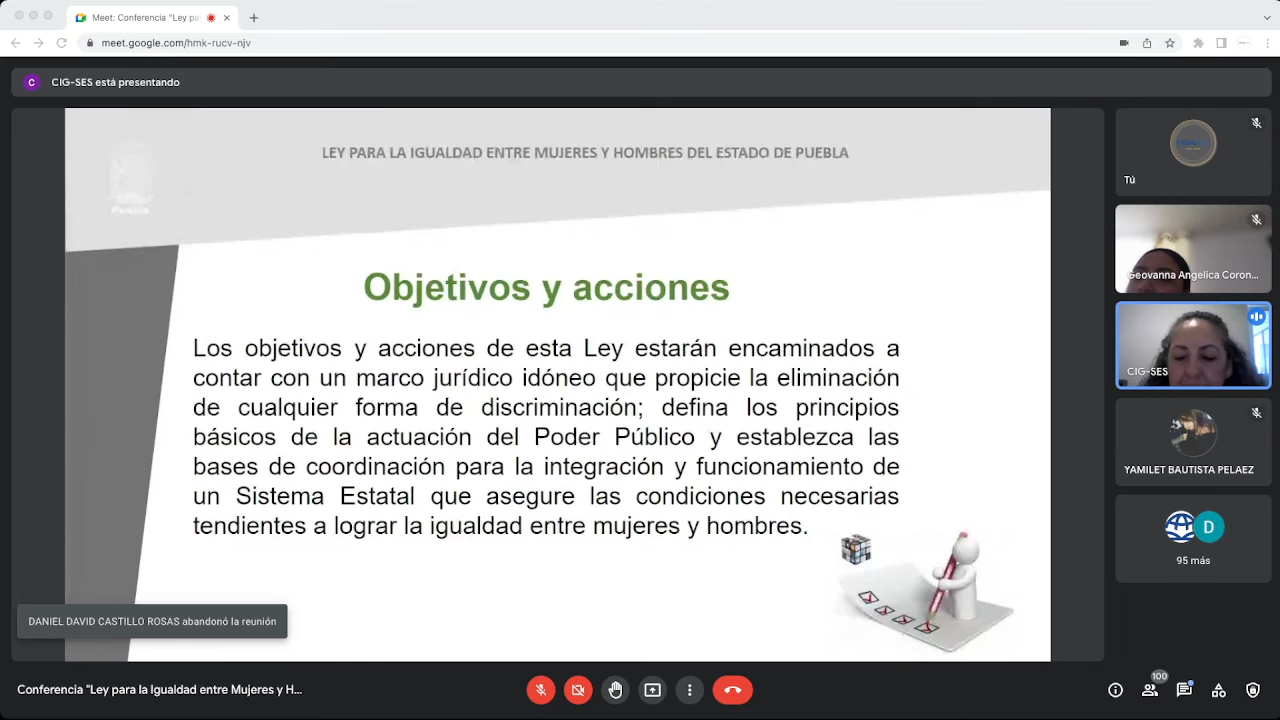 Meet: Conferencia "Ley pa
meet.google.com/hmk-rucv-njv
C
CIG-SES está presentando
LEY PARA LA IGUALDAD ENTRE MUJERES Y HOMBRES DEL ESTADO DE PUEBLA
Objetivos y acciones
Los objetivos y acciones de esta Ley estarán encaminados a
contar con un marco jurídico idóneo que propicie la eliminación
de cualquier forma de discriminación; defina los principios
básicos de la actuación del Poder Público y establezca las
bases de coordinación para la integración y funcionamiento de
un Sistema Estatal que asegure las condiciones necesarias
tendientes a lograr la igualdad entre mujeres y hombres.
Tú
Geovanna Angelica Coron...
CIG-SES
YAMILET BAUTISTA PELAEZ
D
95 más
DANIEL DAVID CASTILLO ROSAS abandonó la reunión
Conferencia "Ley para la Igualdad entre Mujeres y H...
100